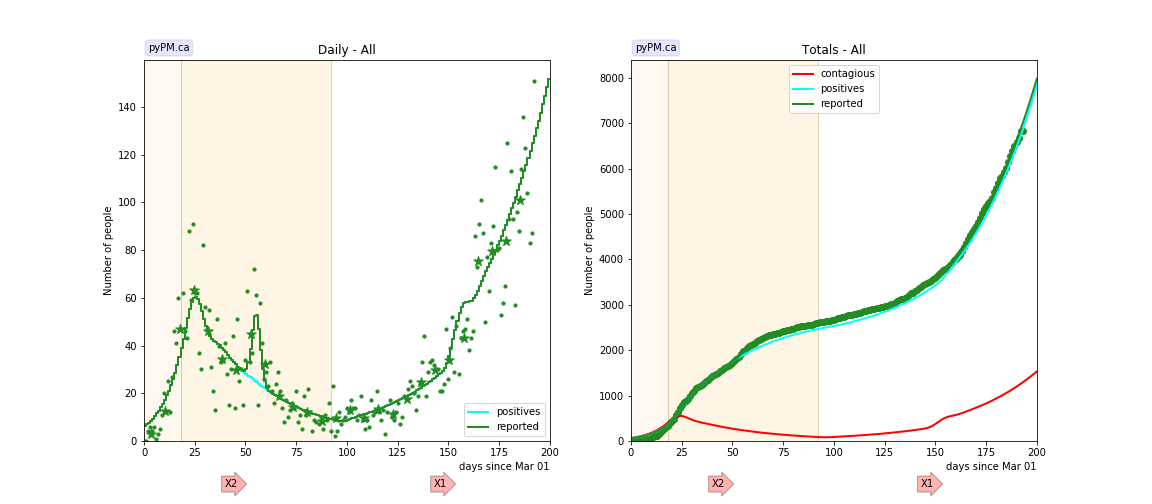 pyPM.ca
Daily - All
Number of people
0
20
40
60
80
100
120
140
0
25
50
75
100
125
150
175
200
days since Mar 01
positives
reported
X2
X1
pyPM.ca
Totals - All
Number of people
0
1000
2000
3000
4000
5000
6000
7000
8000
0
25
50
75
100
125
150
175
200
days since Mar 01
contagious
positives
reported
X2
X1